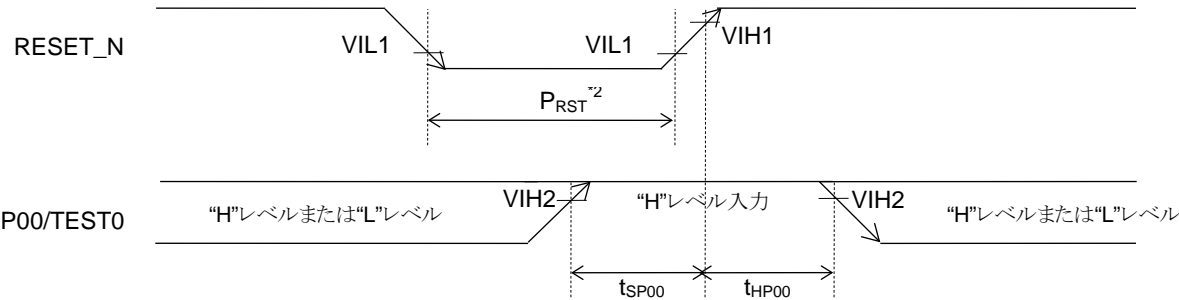 RESET_N
VIL1
VIL1
VIH1
PRST*2
P00/TEST0
“H”レベルまたは“L”レベル
VIH2
“H”レベル入力
VIH2
“H”レベルまたは“L”レベル
tSP00
tHP00